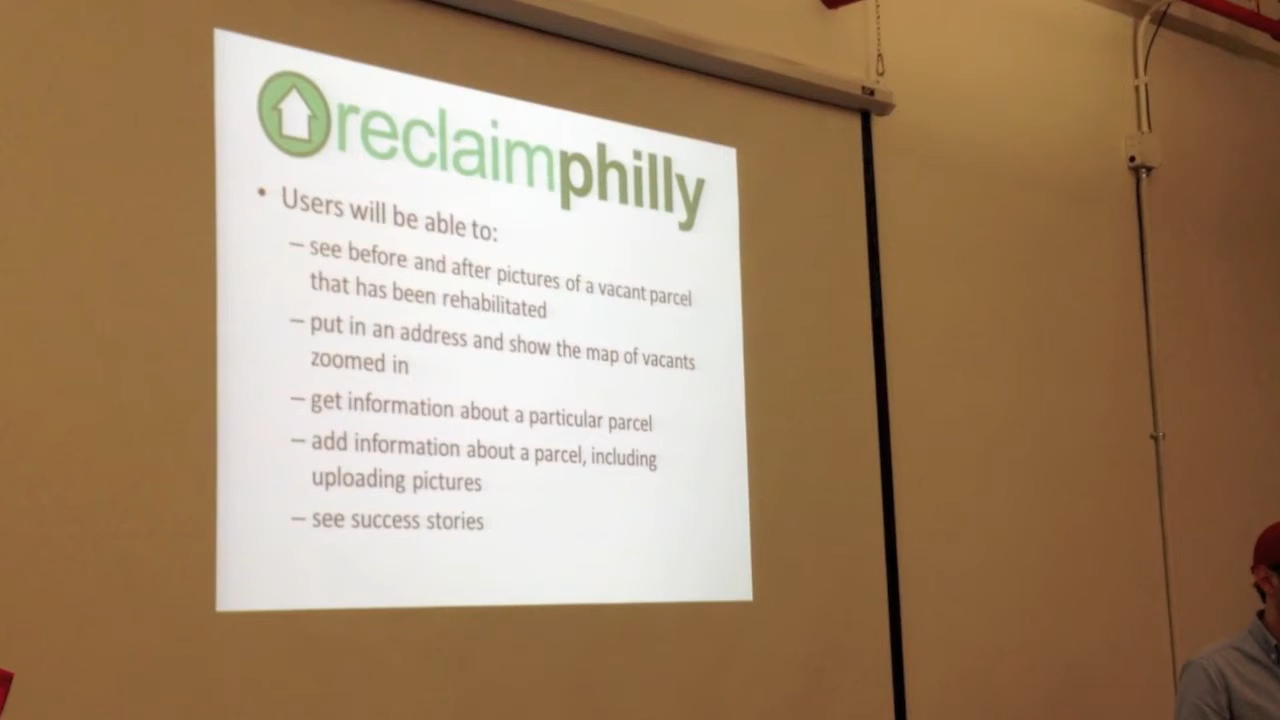 reclaimphilly
• Users will be able to:
– see before and after pictures of a vacant parcel
that has been rehabilitated
– put in an address and show the map of vacants
zoomed in
– get information about a particular parcel
– add information about a parcel, including
uploading pictures
– see success stories